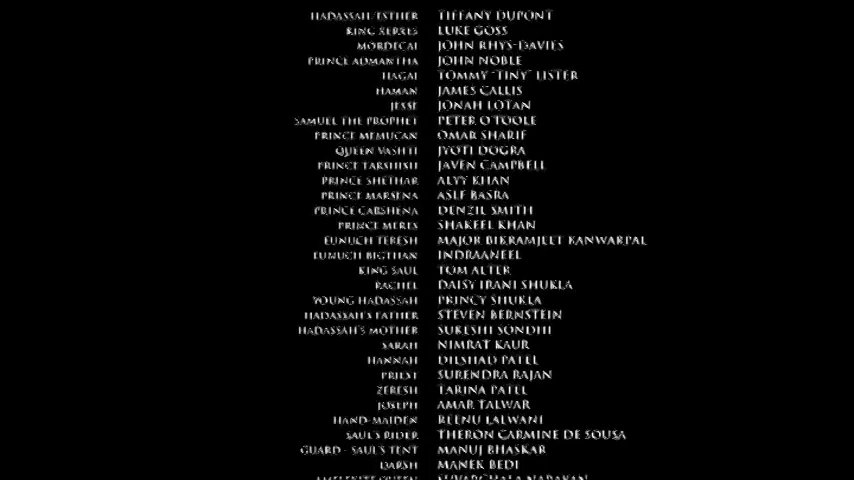 HADASSAH/ESTHER TIFFANY DUPONT
KING XERXES LUKE GOSS
MORDECAI JOHN RHYS-DAVIES
PRINCE ADMANTHA JOHN NOBLE
HAGAI TOMMY "TINY" LISTER
HAMAN JAMES CALLIS
JESSE JONAH LOTAN
SAMUEL THE PROPHET PETER O'TOOLE
PRINCE MEMUCAN OMAR SHARIF
QUEEN VASHTI JYOTI DOGRA
PRINCE TARSHISH JAVEN CAMPBELL
PRINCE SHETHAR ALYY KHAN
PRINCE MARSENA ASIF BASRA
PRINCE CARSHENA DENZIL SMITH
PRINCE MERES SHAKEEL KHAN
EUNUCH TERESH MAJOR BIKRAMJEET KANWARPAL
EUNUCH BIGTHAN INDRAANEEL
KING SAUL TOM ALTER
RACHEL DAISY IRANI SHUKLA
YOUNG HADASSAH PRINCY SHUKLA
HADASSAH'S FATHER STEVEN BERNSTEIN
HADASSAH'S MOTHER SURESHI SONDHI
SARAH NIMRAT KAUR
HANNAH DILSHAD PATEL
PRIEST SURENDRA RAJAN
ZERESH TARINA PATEL
JOSEPH AMAR TALWAR
HAND-MAIDEN REENU LALWANI
SAUL'S RIDER THERON CARMINE DE SOUSA
GUARD - SAUL'S TENT MANUJ BHASKAR
DARSH MANEK BEDI